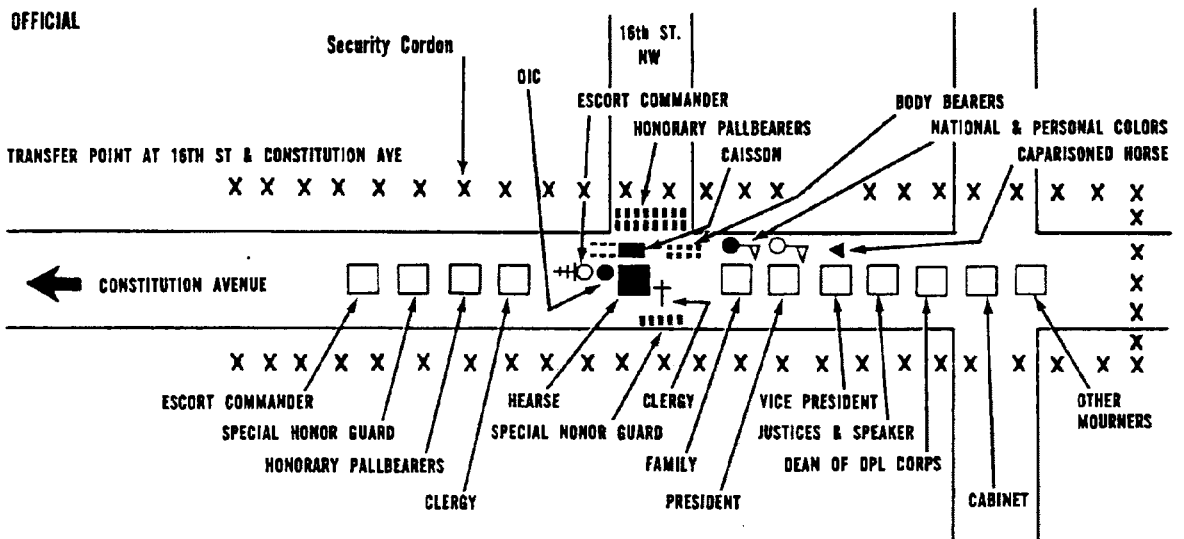 OFFICIAL
16th ST.
NW
Security Cordon
OIC
ESCORT COMMANDER
BODY BEARERS
HONORARY PALLBEARERS
NATIONAL & PERSONAL COLORS
TRANSFER POINT AT 16TH ST & CONSTITUTION AVE
CAISSON
CAPARISONED HORSE
X X X X X X X X X X X X X X X X X X X X X
X
X
CONSTITUTION AVENUE
X
X
X X X X X X X X X X X X X X X X X X X X X X
ESCORT COMMANDER
HEARSE
CLERGY
VICE PRESIDENT
OTHER
MOURNERS
SPECIAL HONOR GUARD
SPECIAL NONOR GUARD
JUSTICES & SPEAKER
HONORARY PALLBEARERS
FAMILY
DEAN OF DPL CORPS
CLERGY
PRESIDENT
CABINET